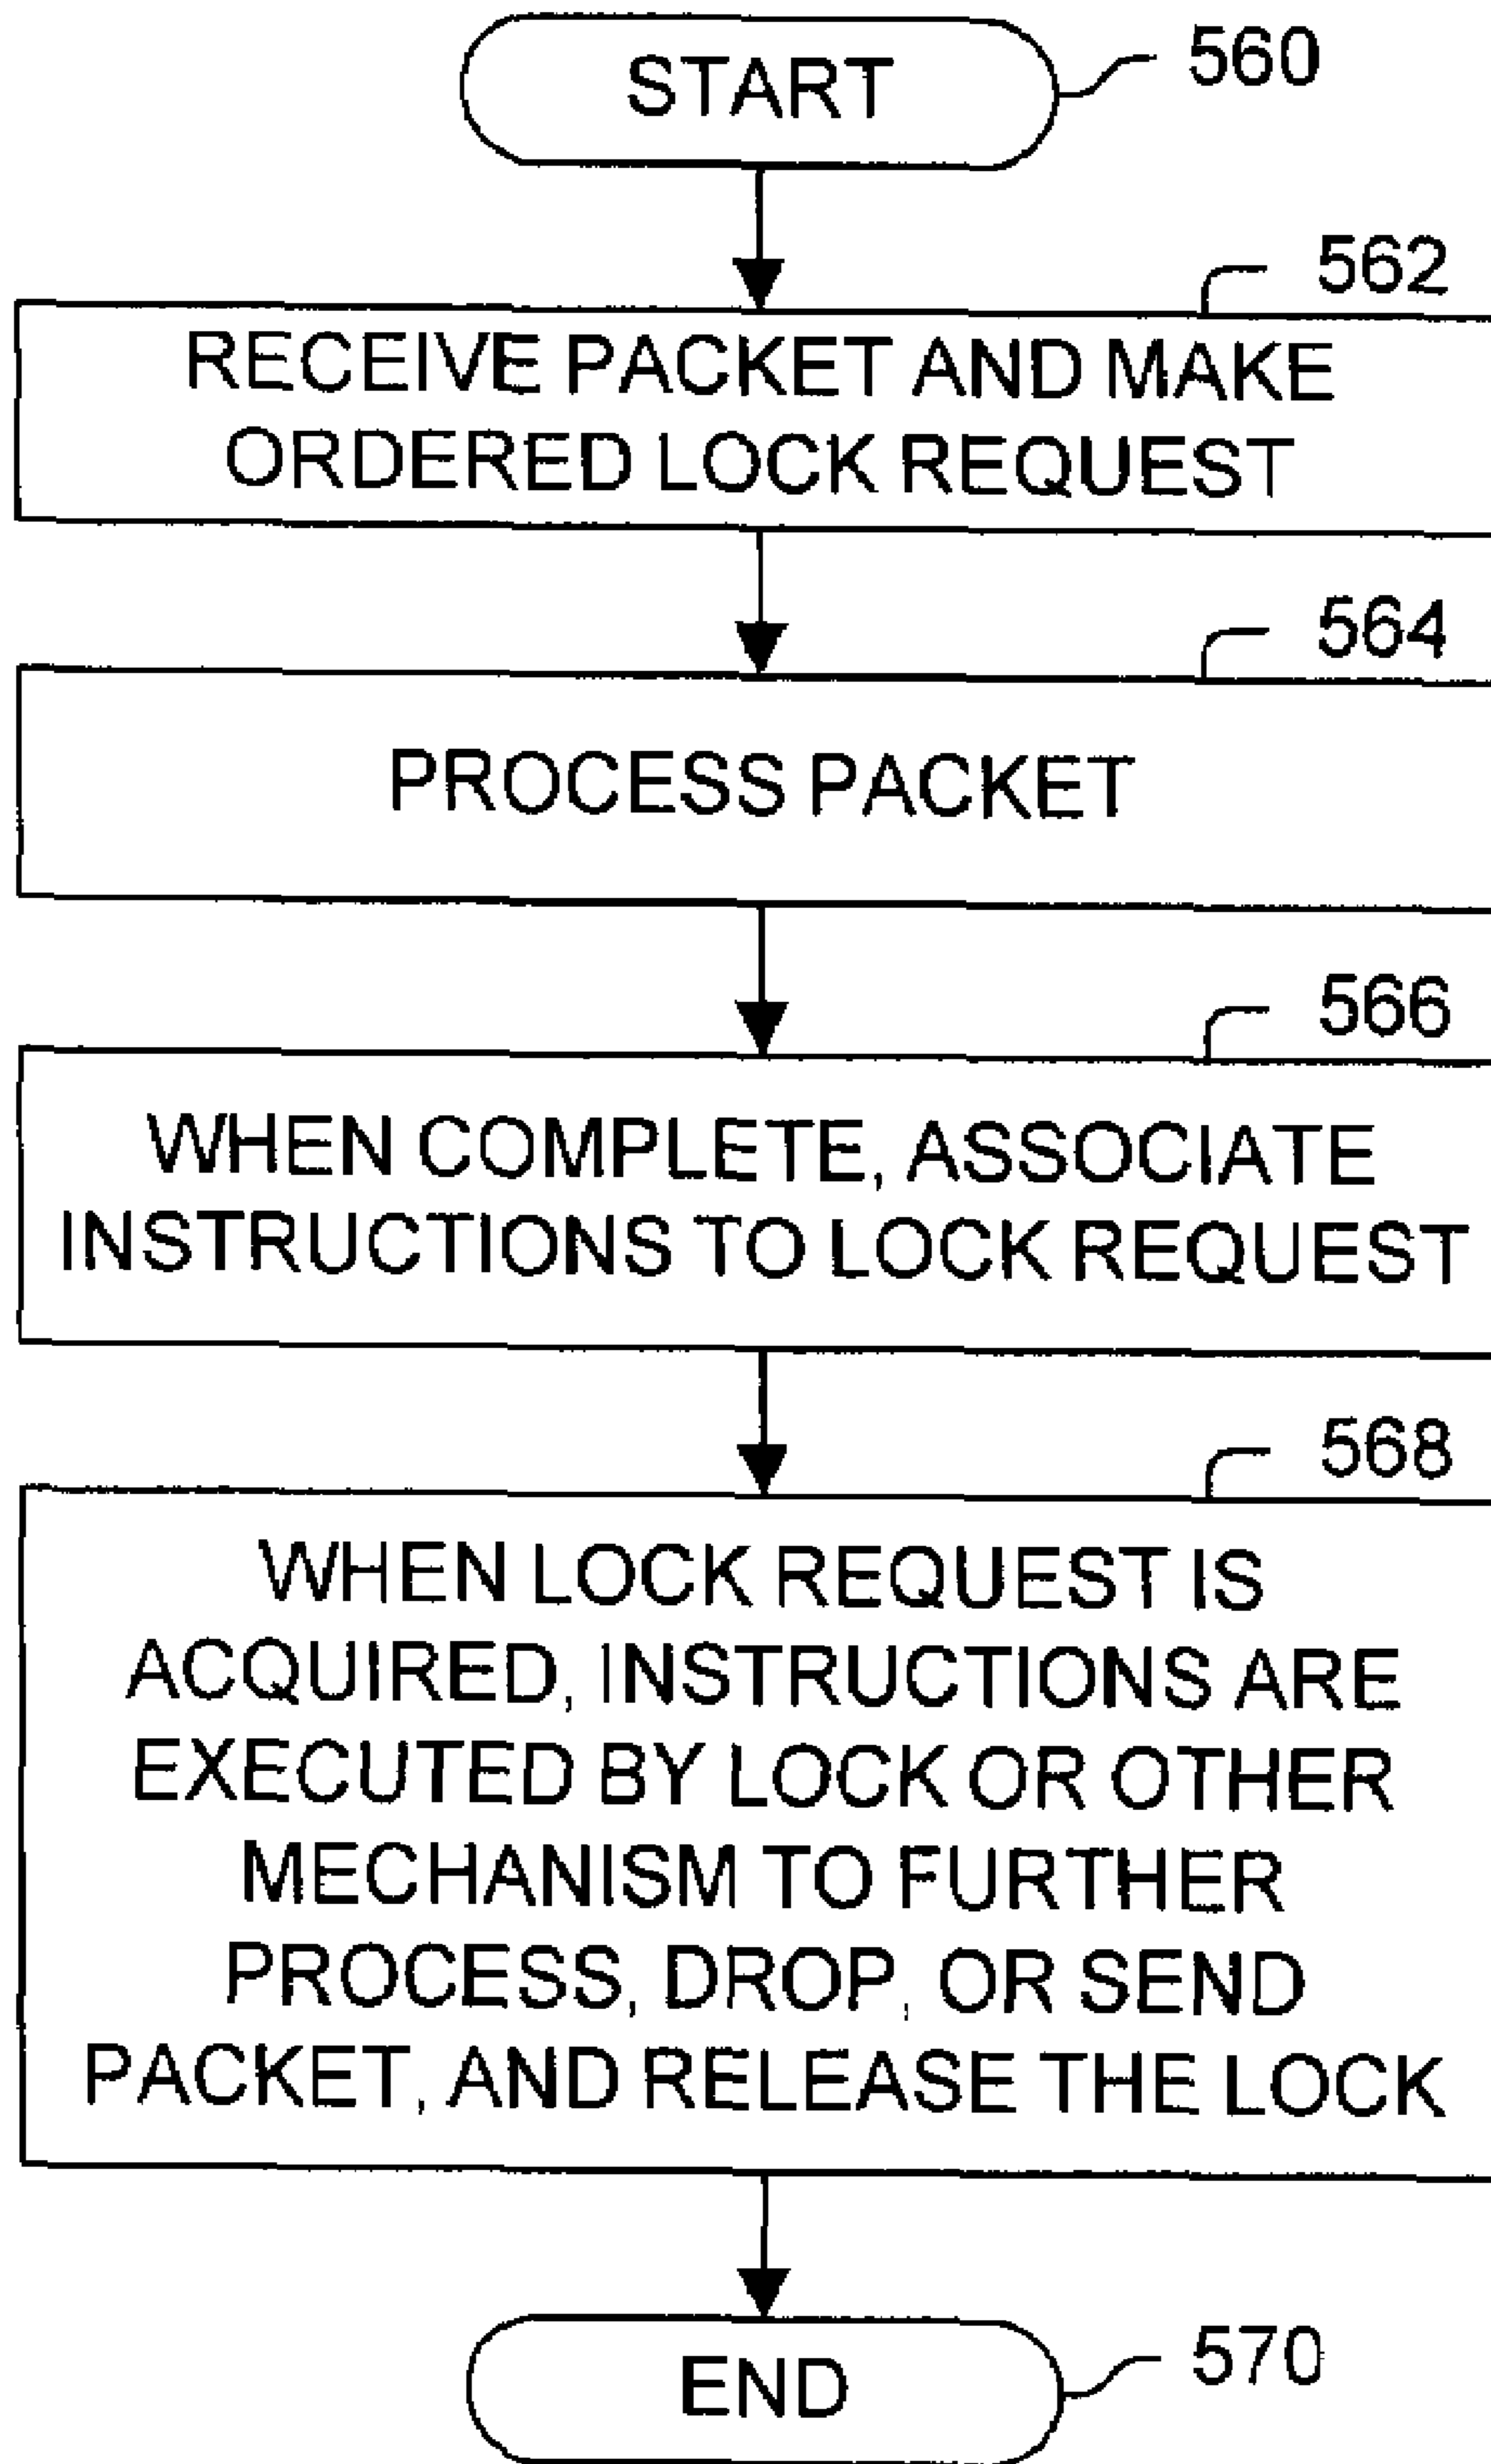 START
560
562
RECEIVE PACKET AND MAKE
ORDERED LOCK REQUEST
564
PROCESS PACKET
566
WHEN COMPLETE, ASSOCIATE
INSTRUCTIONS TO LOCK REQUEST
568
WHEN LOCK REQUEST IS
ACQUIRED, INSTRUCTIONS ARE
EXECUTED BY LOCK OR OTHER
MECHANISM TO FURTHER
PROCESS, DROP, OR SEND
PACKET, AND RELEASE THE LOCK
END
570